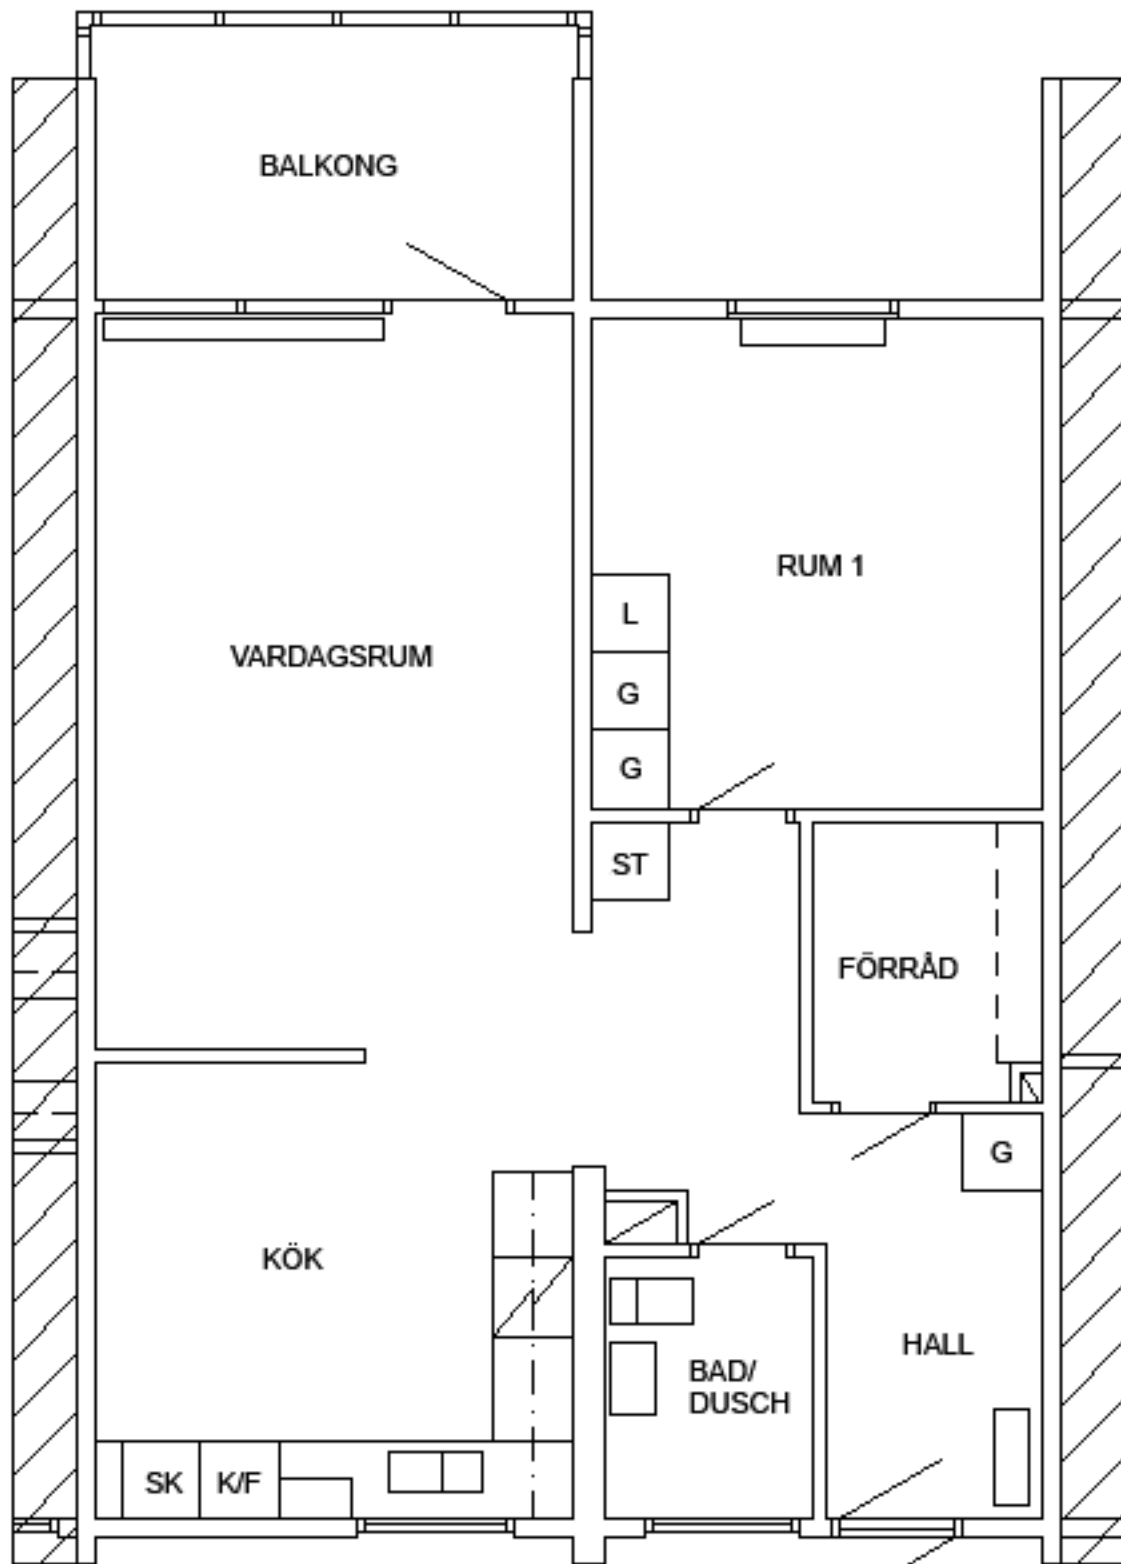 BALKONG
RUM 1
L
G
G
VARDAGSRUM
ST
FÖRRÅD
G
KÖK
HALL
BAD/
DUSCH
SK
K/F